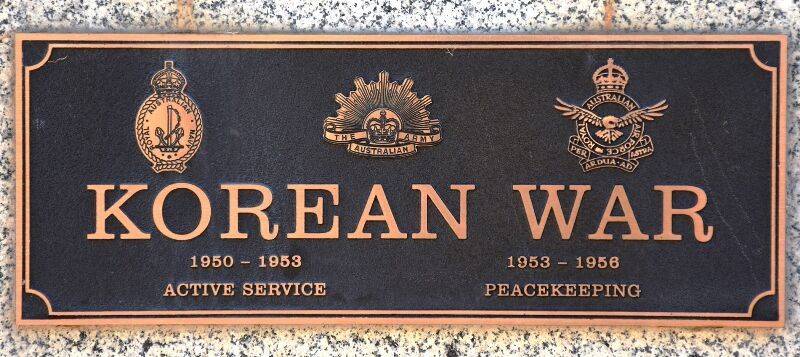 ROYAL AUSTRALIAN NAVY
THE ARMY
AUSTRALIAN
ROYAL AUSTRALIAN AIR FORCE
PER ARDUA AD ASTRA
KOREAN WAR
1950 – 1953
1953 – 1956
ACTIVE SERVICE
PEACEKEEPING